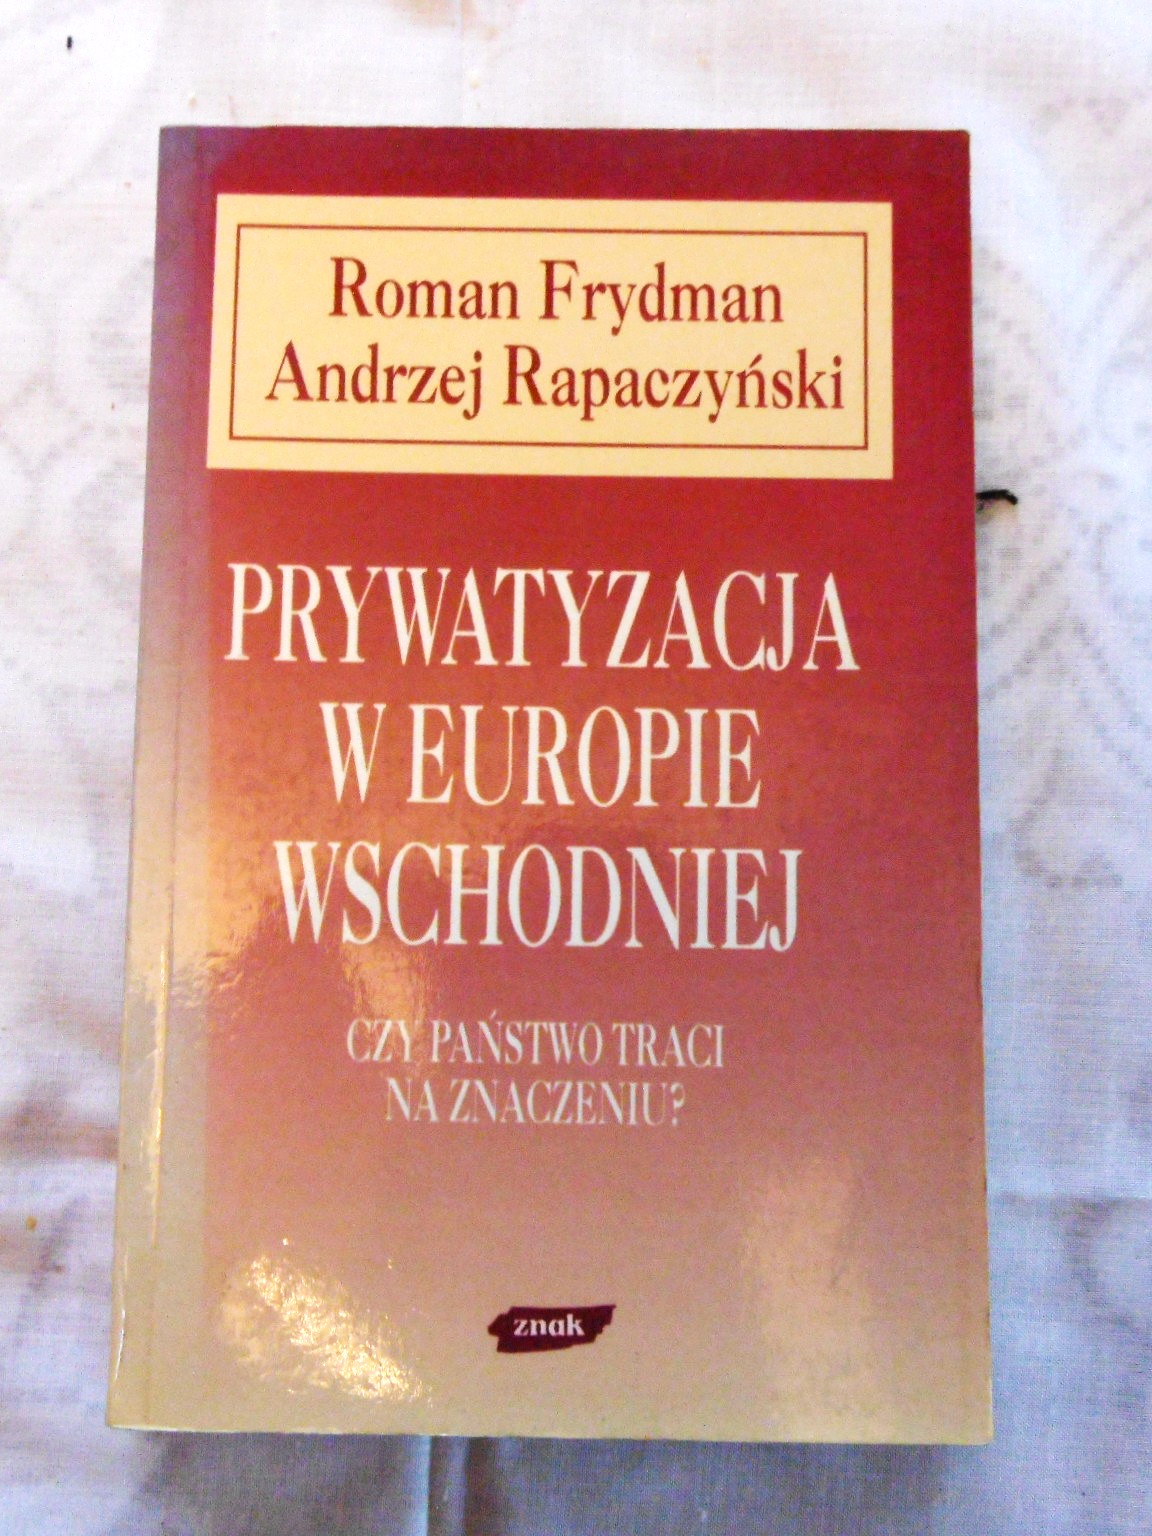 Roman Frydman
Andrzej Rapaczyński
PRYWATYZACJA
W EUROPIE
WSCHODNIEJ
CZY PAŃSTWO TRACI
NA ZNACZENIU?
znak